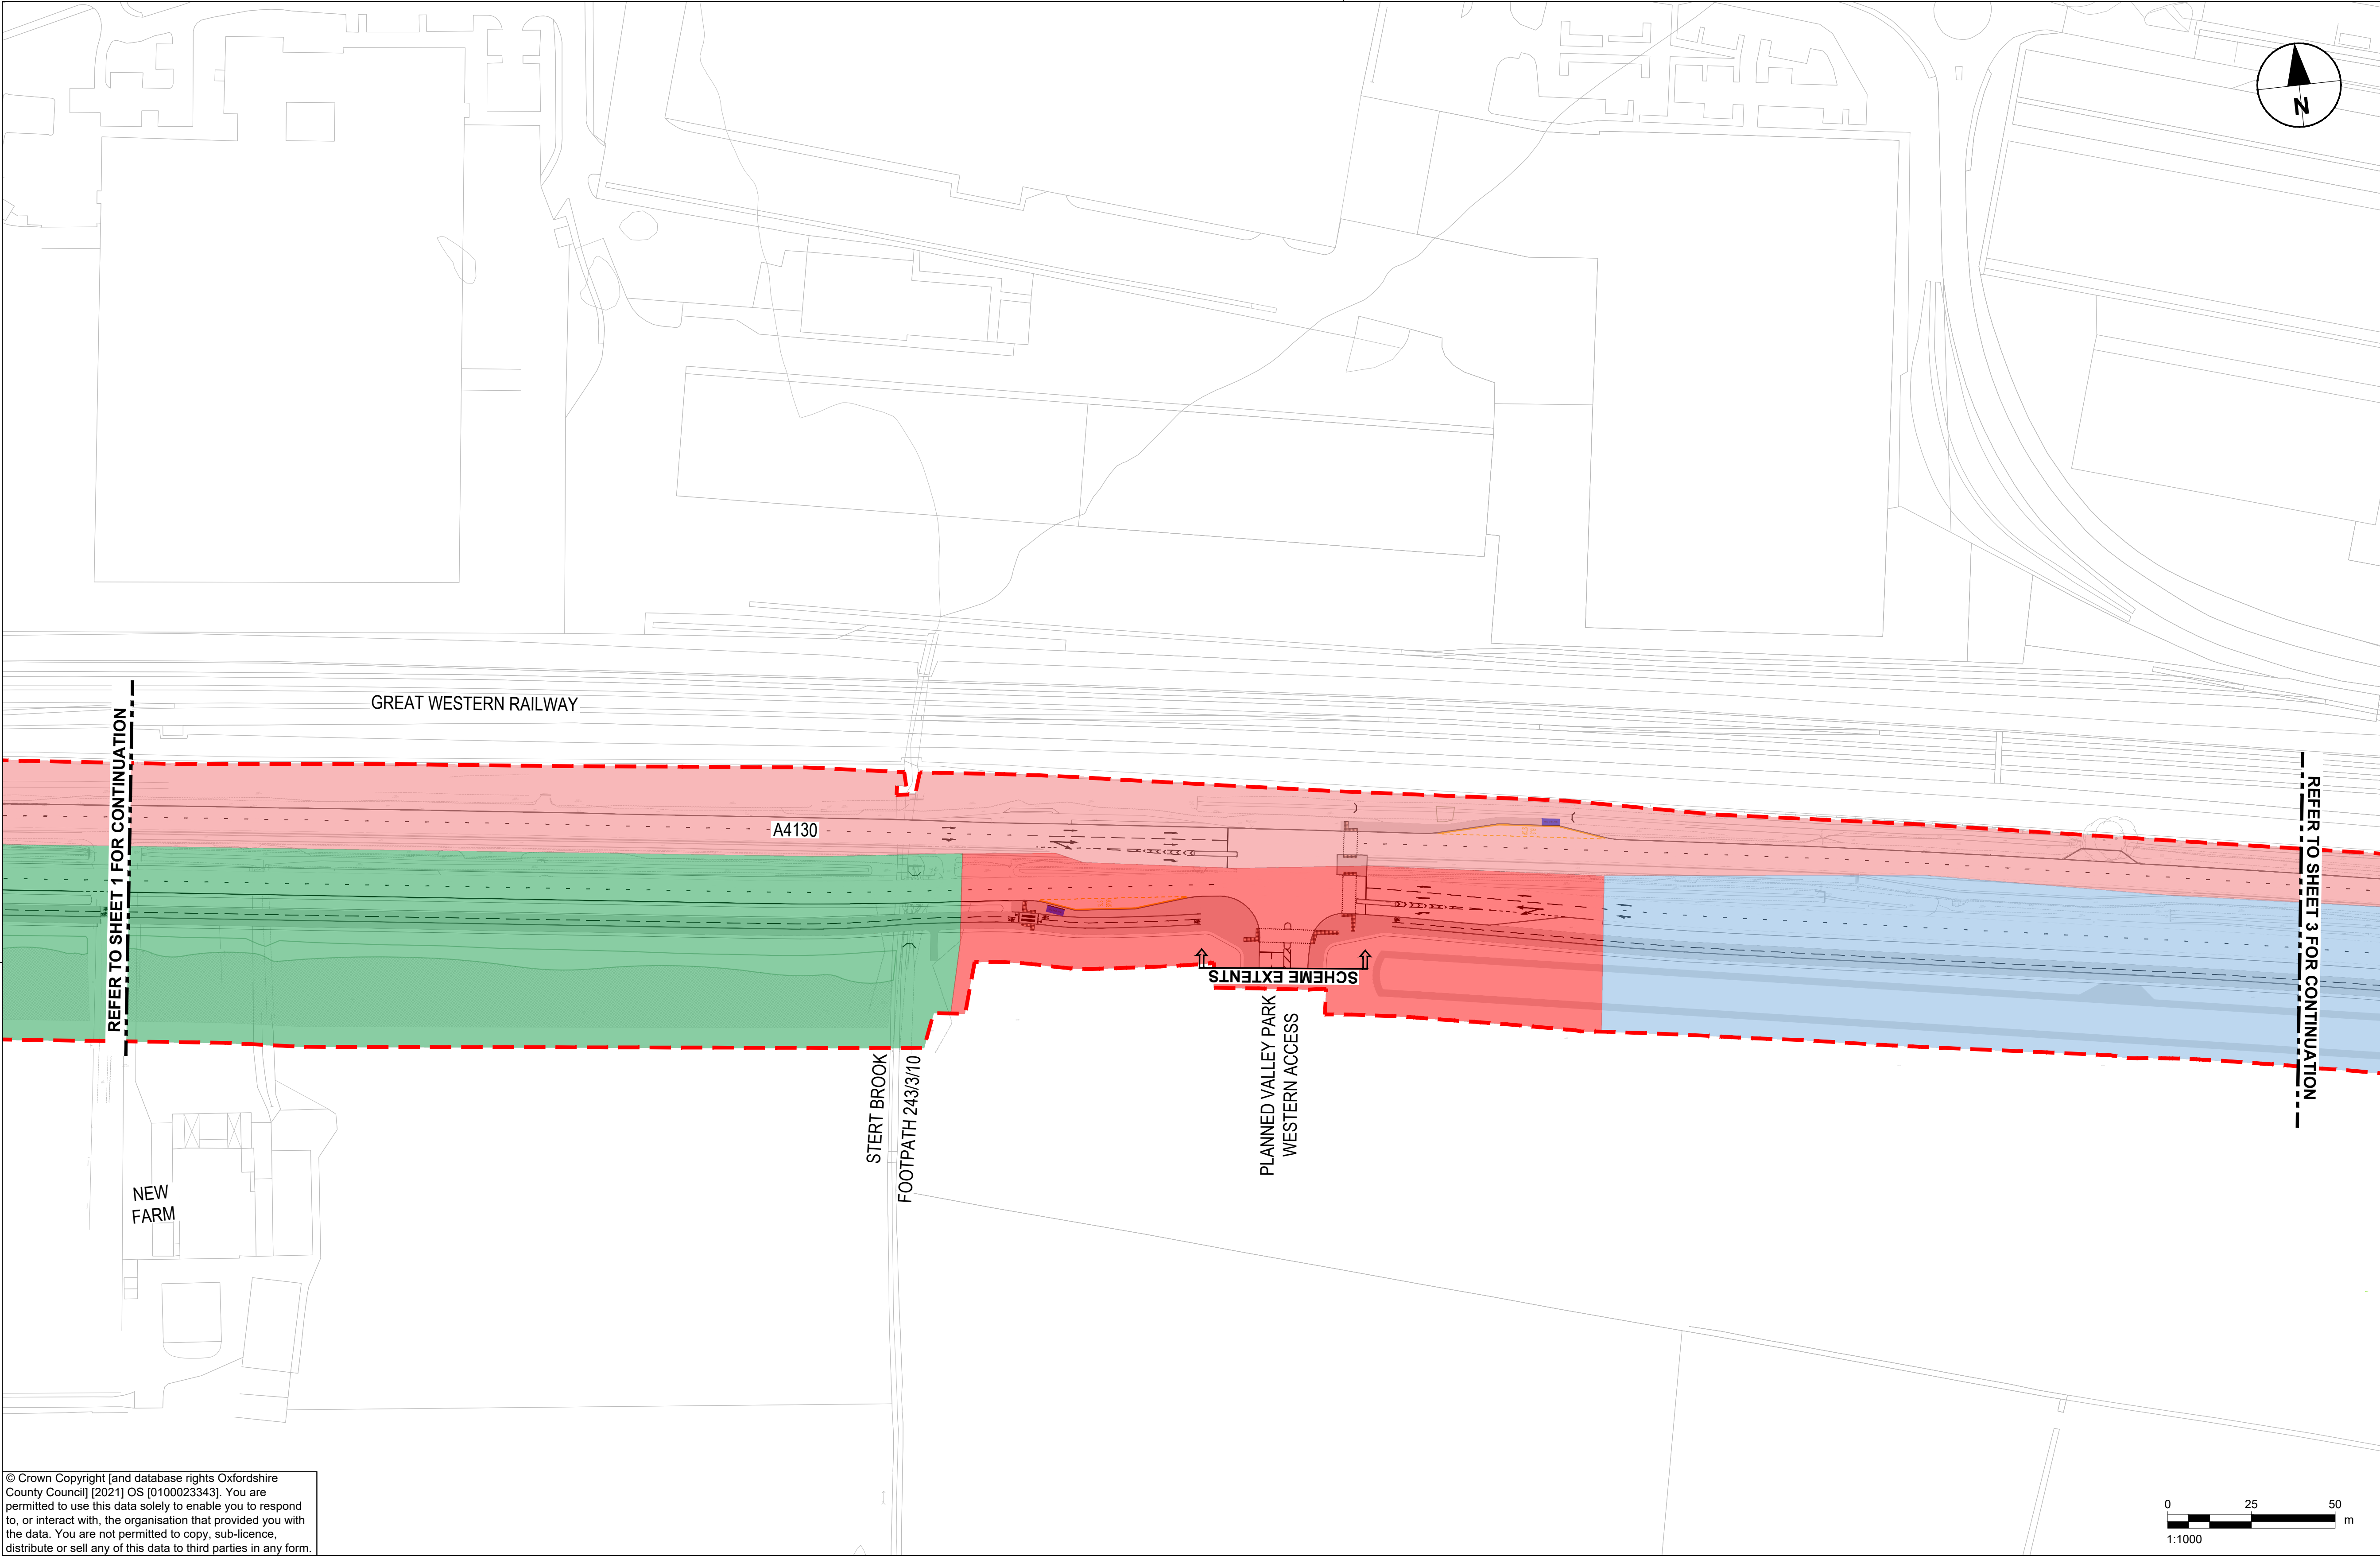 N
GREAT WESTERN RAILWAY
REFER TO SHEET 1 FOR CONTINUATION
A4130
REFER TO SHEET 3 FOR CONTINUATION
SCHEME EXTENTS
PLANNED VALLEY PARK
WESTERN ACCESS
STERT BROOK
FOOTPATH 243/3/10
NEW
FARM
© Crown Copyright [and database rights Oxfordshire
County Council] [2021] OS [0100023343]. You are
permitted to use this data solely to enable you to respond
to, or interact with, the organisation that provided you with
the data. You are not permitted to copy, sub-licence,
distribute or sell any of this data to third parties in any form.
0 25 50
m
1:1000